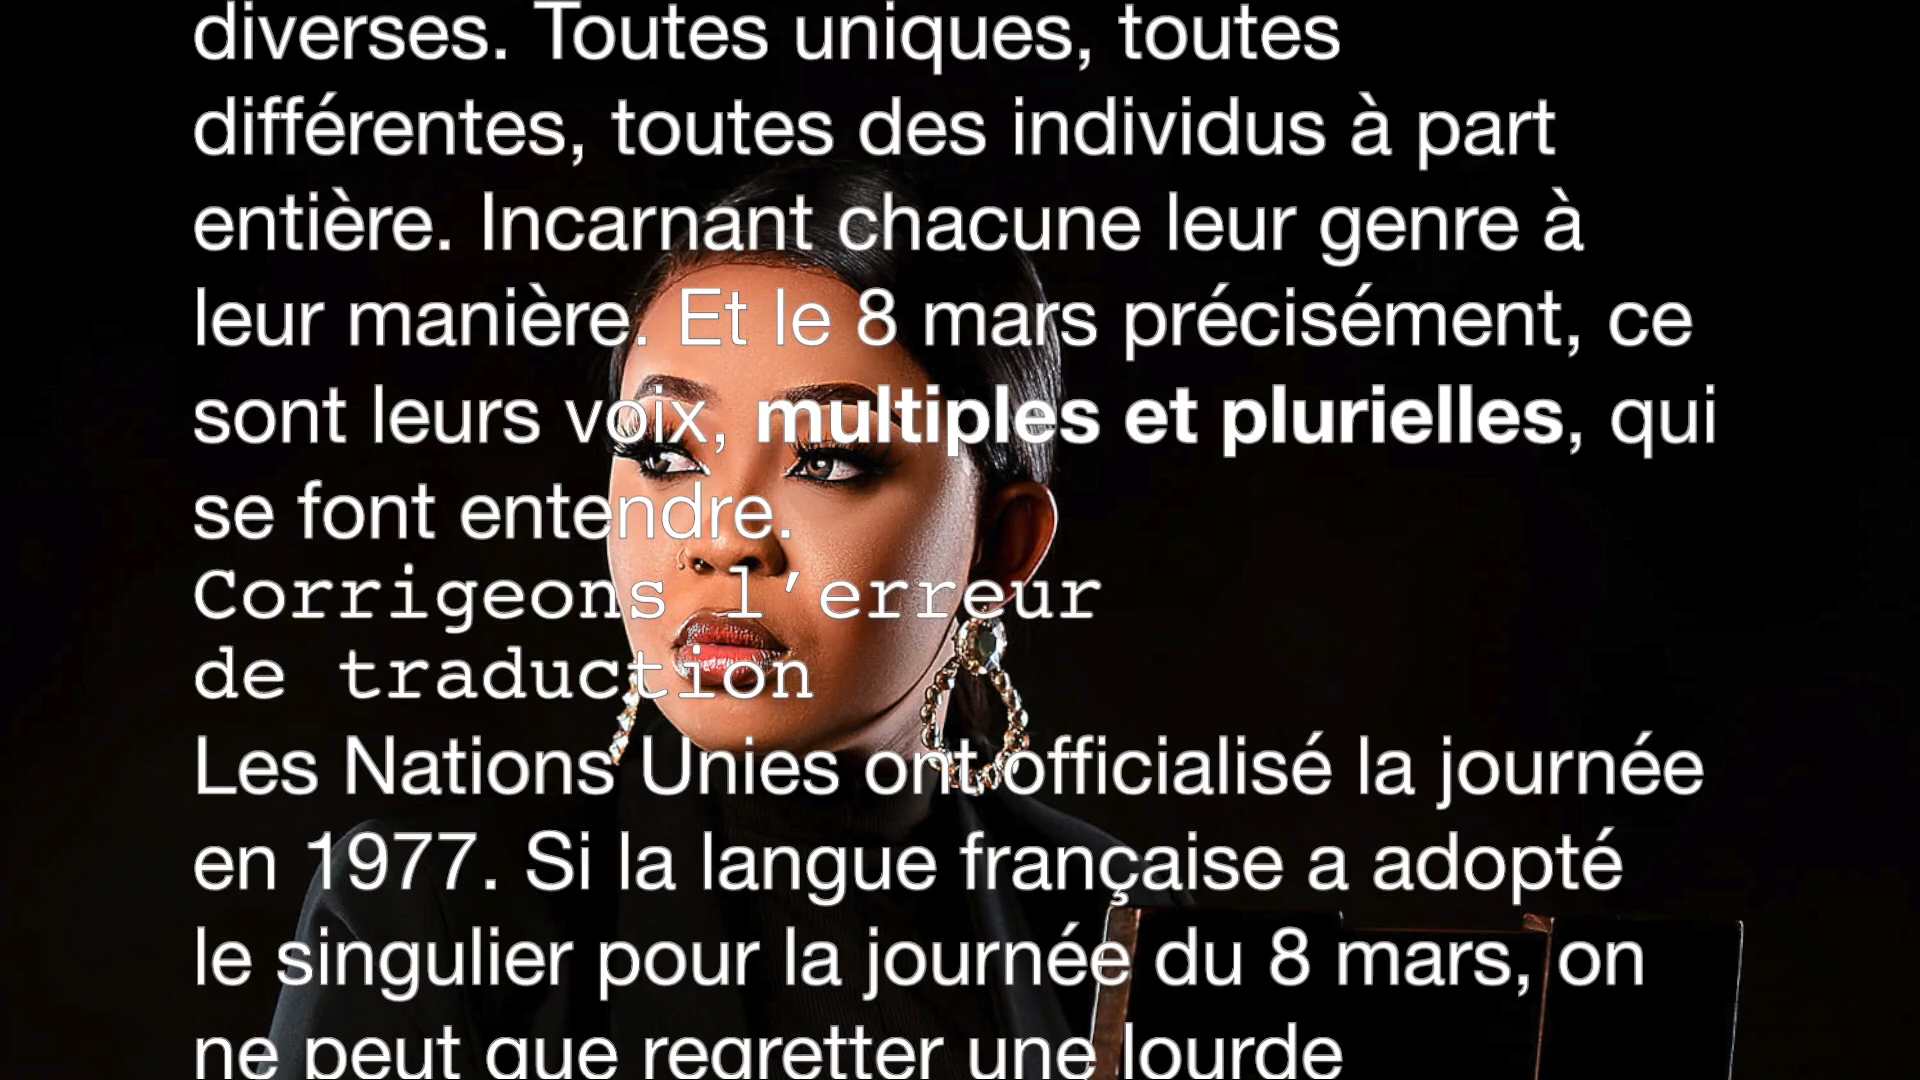 diverses. Toutes uniques, toutes
différentes, toutes des individus à part
entière. Incarnant chacune leur genre à
leur manière. Et le 8 mars précisément, ce
sont leurs voix, multiples et plurielles, qui
se font entendre.
Corrigeons l’erreur
de traduction
Les Nations Unies ont officialisé la journée
en 1977. Si la langue française a adopté
le singulier pour la journée du 8 mars, on
ne peut que regretter une lourde